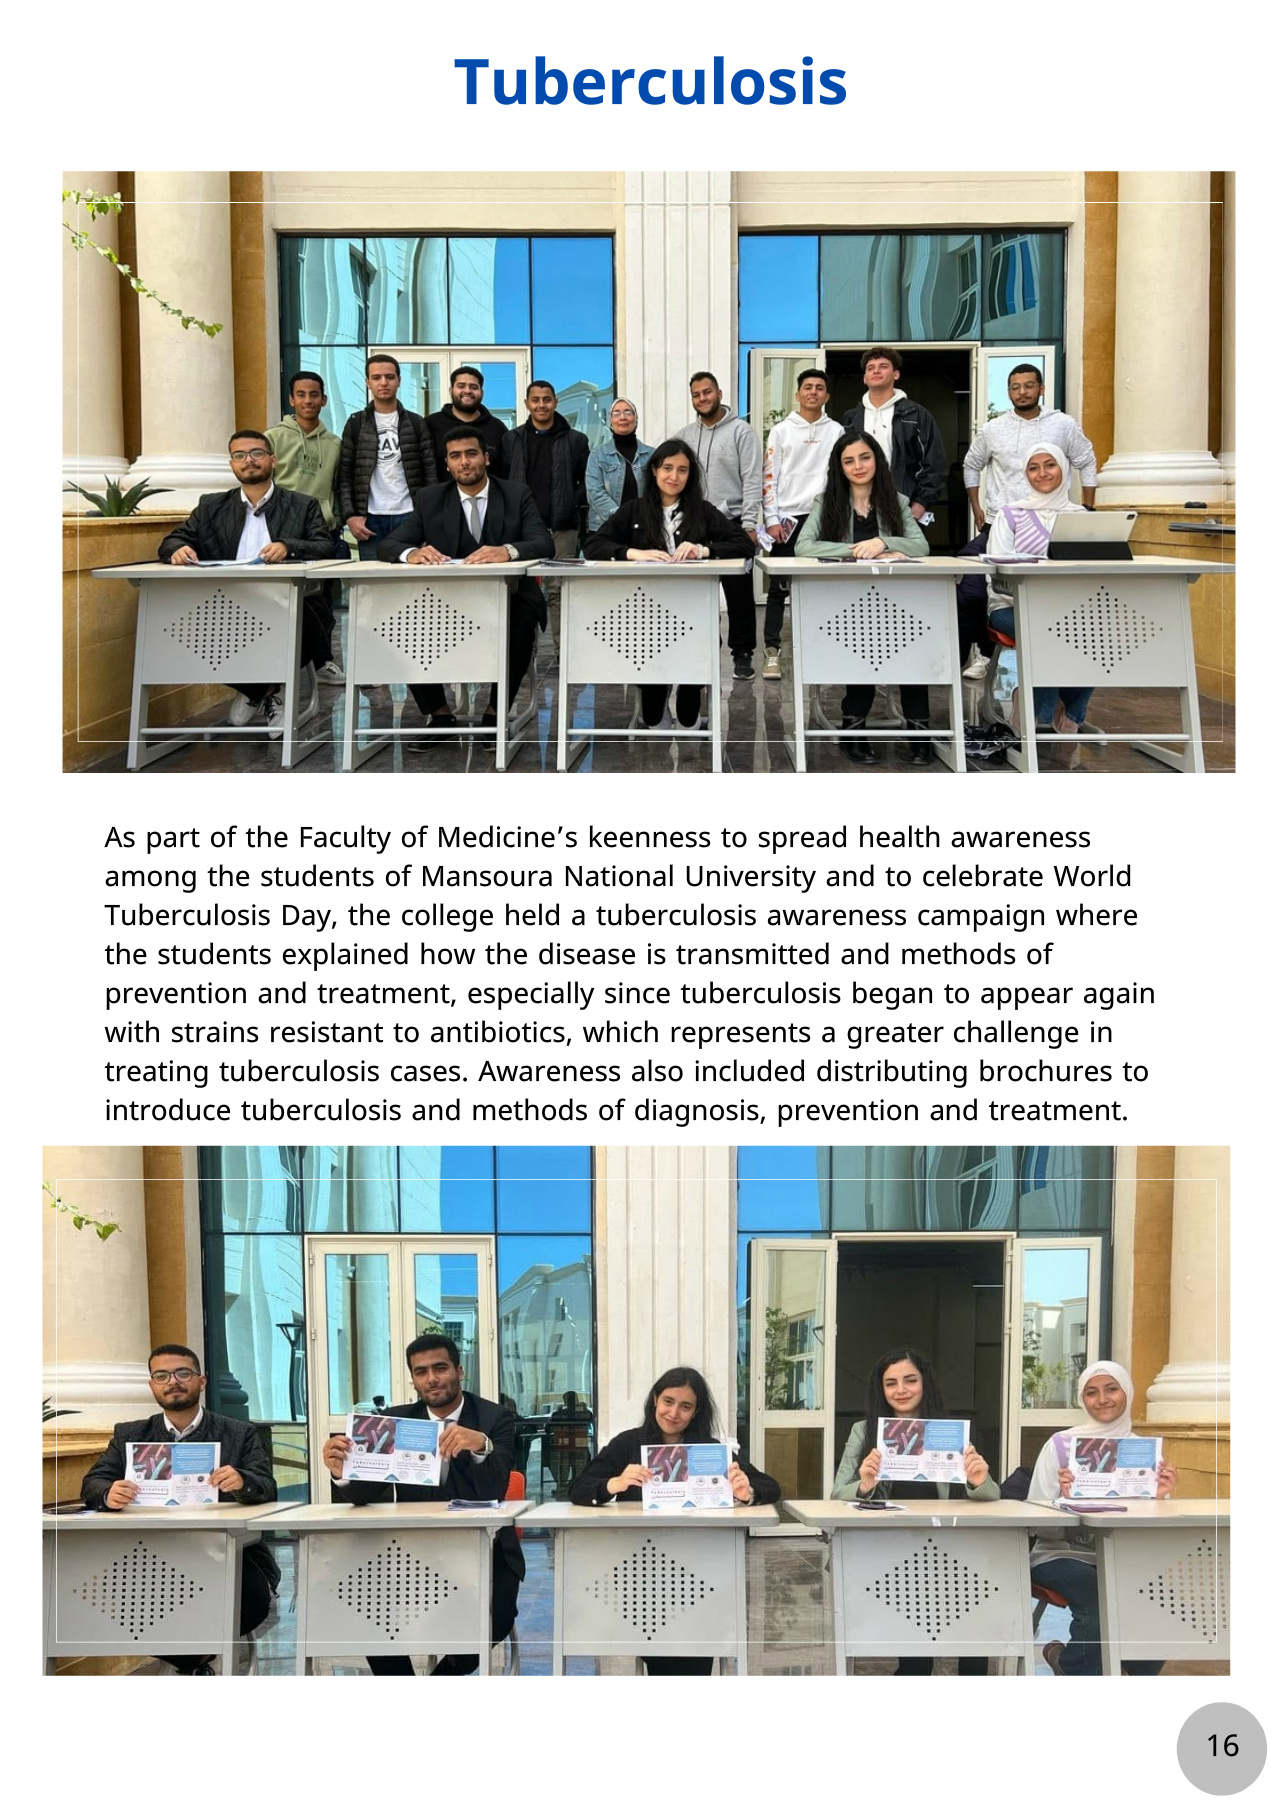 Tuberculosis
As part of the Faculty of Medicine’s keenness to spread health awareness
among the students of Mansoura National University and to celebrate World
Tuberculosis Day, the college held a tuberculosis awareness campaign where
the students explained how the disease is transmitted and methods of
prevention and treatment, especially since tuberculosis began to appear again
with strains resistant to antibiotics, which represents a greater challenge in
treating tuberculosis cases. Awareness also included distributing brochures to
introduce tuberculosis and methods of diagnosis, prevention and treatment.
16